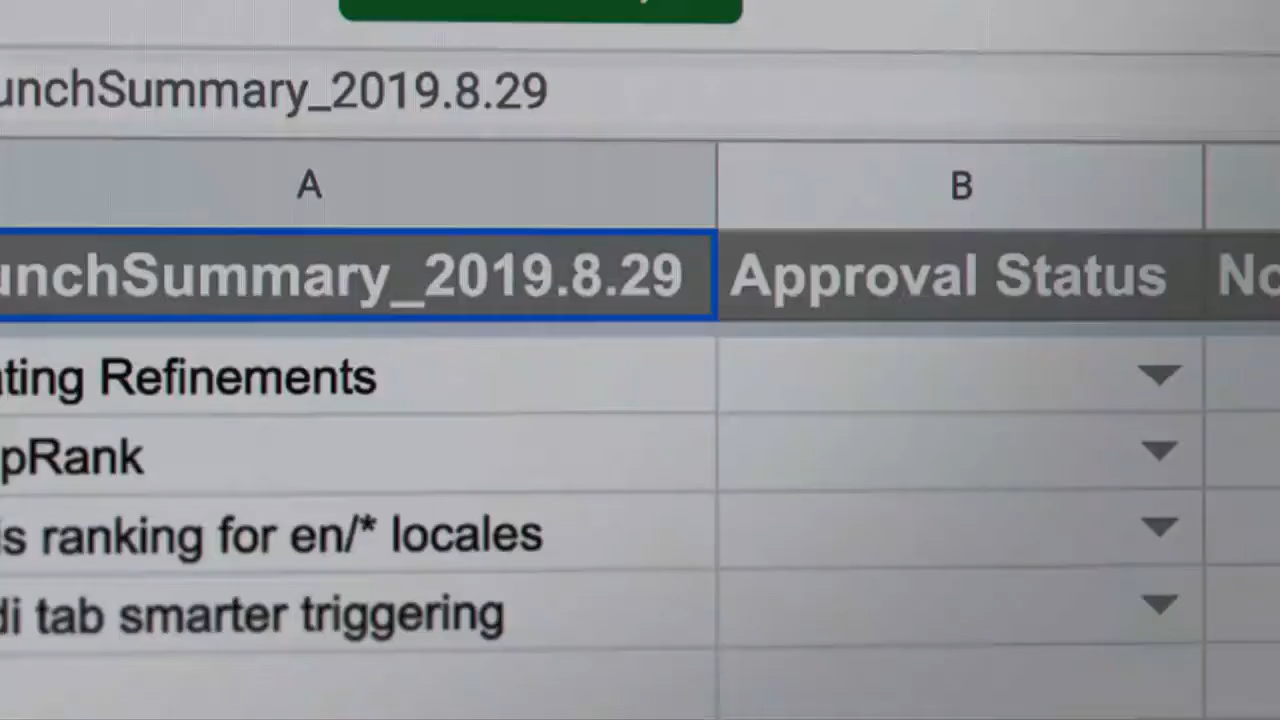 unchSummary_2019.8.29
A B
unchSummary_2019.8.29 Approval Status No
ting Refinements
pRank
is ranking for en/* locales
di tab smarter triggering